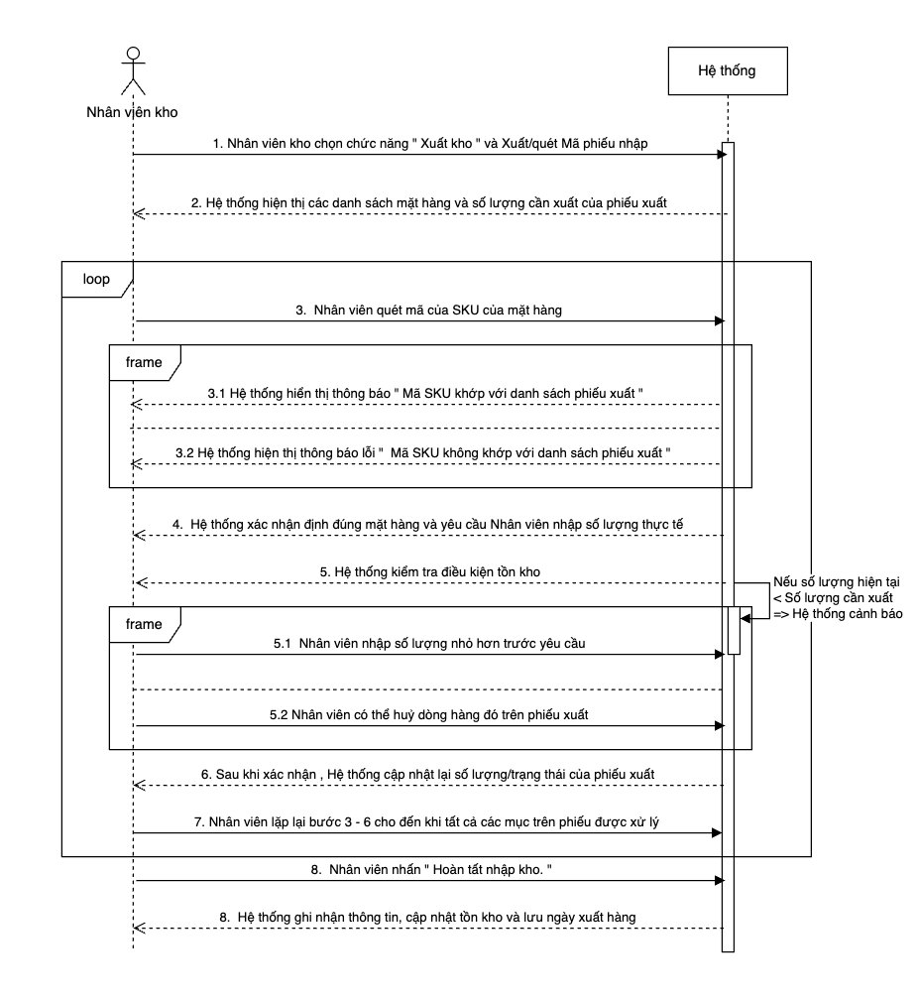 Hệ thống
Nhân viên kho
1. Nhân viên kho chọn chức năng " Xuất kho " và Xuất/quét Mã phiếu nhập
2. Hệ thống hiện thị các danh sách mặt hàng và số lượng cần xuất của phiếu xuất
loop
3. Nhân viên quét mã của SKU của mặt hàng
frame
3.1 Hệ thống hiển thị thông báo " Mã SKU khớp với danh sách phiếu xuất "
3.2 Hệ thống hiện thị thông báo lỗi " Mã SKU không khớp với danh sách phiếu xuất "
4. Hệ thống xác nhận định đúng mặt hàng và yêu cầu Nhân viên nhập số lượng thực tế
5. Hệ thống kiểm tra điều kiện tồn kho
Nếu số lượng hiện tại
< Số lượng cần xuất
=> Hệ thống cảnh báo
frame
5.1 Nhân viên nhập số lượng nhỏ hơn trước yêu cầu
5.2 Nhân viên có thể huỷ dòng hàng đó trên phiếu xuất
6. Sau khi xác nhận , Hệ thống cập nhật lại số lượng/trạng thái của phiếu xuất
7. Nhân viên lặp lại bước 3 - 6 cho đến khi tất cả các mục trên phiếu được xử lý
8. Nhân viên nhấn " Hoàn tất nhập kho. "
8. Hệ thống ghi nhận thông tin, cập nhật tồn kho và lưu ngày xuất hàng